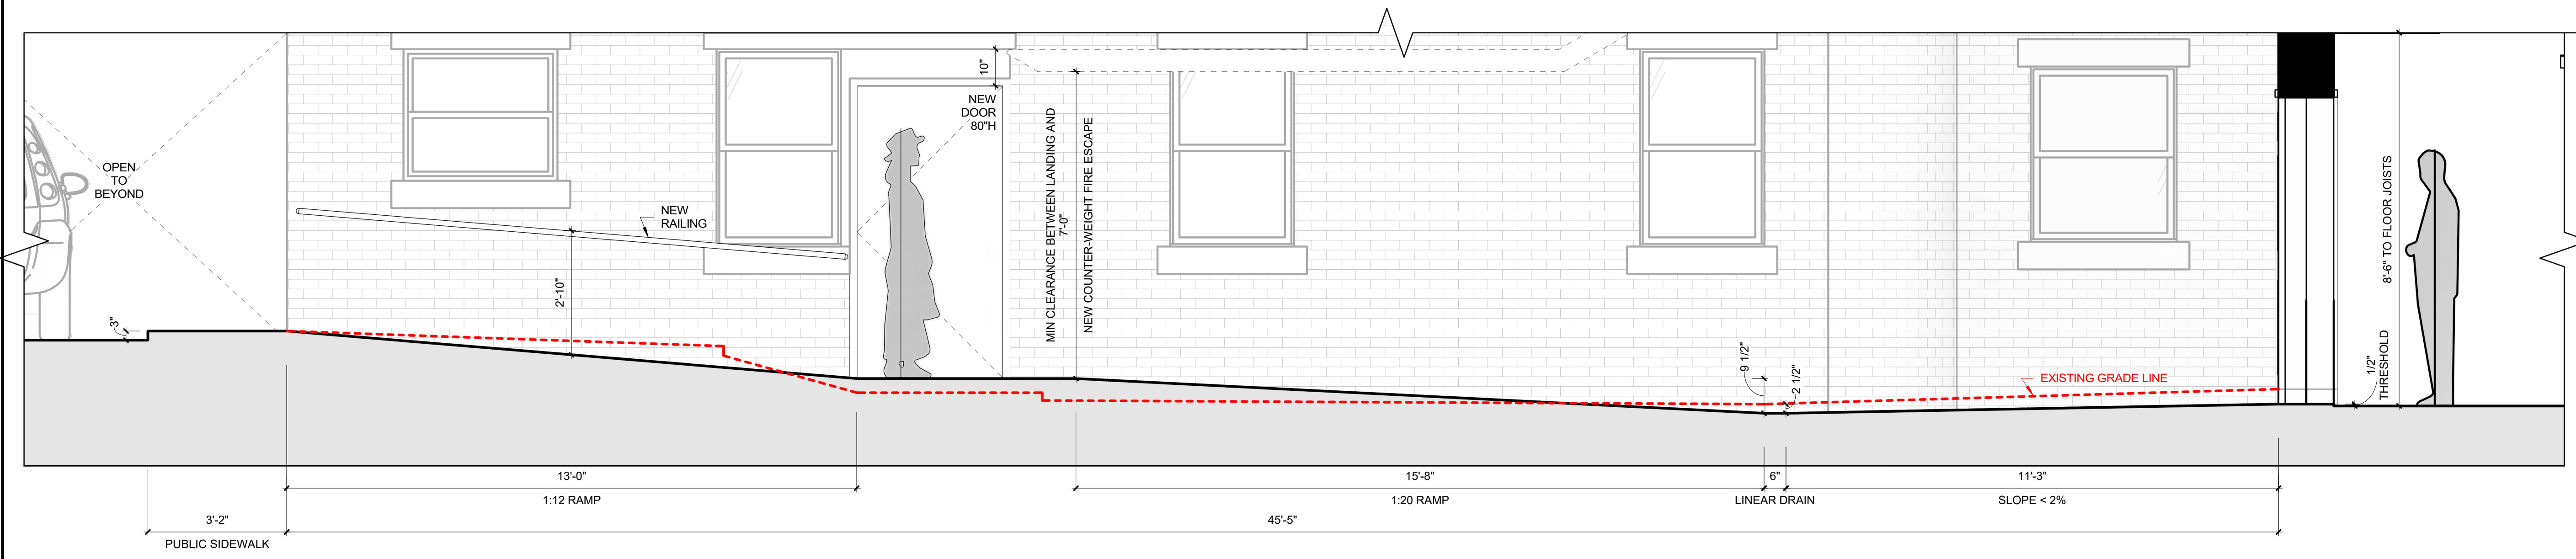 OPEN
TO
BEYOND
3"
NEW
RAILING
2'-10"
10"
NEW
DOOR
80"H
MIN CLEARANCE BETWEEN LANDING AND
7'-0"
NEW COUNTER-WEIGHT FIRE ESCAPE
9 1/2"
2 1/2"
EXISTING GRADE LINE
8'-6" TO FLOOR JOISTS
1/2"
THRESHOLD
13'-0"
1:12 RAMP
15'-8"
1:20 RAMP
6"
LINEAR DRAIN
11'-3"
SLOPE < 2%
3'-2"
PUBLIC SIDEWALK
45'-5"